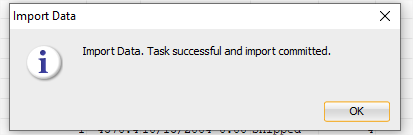 Import Data
Import Data. Task successful and import committed.
OK